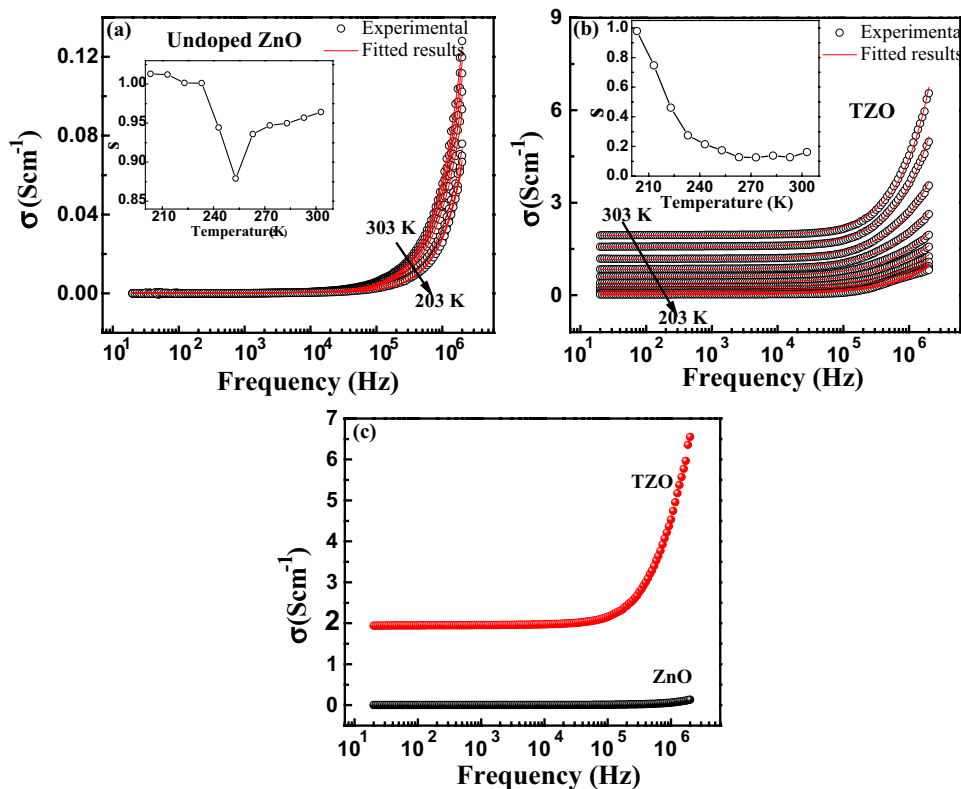 (a)
Undoped ZnO
Experimental
Fitted results
σ(Scm⁻¹)
0.12
0.08
0.04
0.00
s
1.00
0.95
0.90
0.85
210
240
270
300
Temperature (K)
303 K
203 K
10¹
10²
10³
10⁴
10⁵
10⁶
Frequency (Hz)
(b)
Experimental
Fitted results
TZO
σ(Scm⁻¹)
9
6
3
0
s
1.0
0.8
0.6
0.4
0.2
0.0
210
240
270
300
Temperature (K)
303 K
203 K
10¹
10²
10³
10⁴
10⁵
10⁶
Frequency (Hz)
(c)
TZO
ZnO
σ(Scm⁻¹)
7
6
5
4
3
2
1
0
10¹
10²
10³
10⁴
10⁵
10⁶
Frequency (Hz)